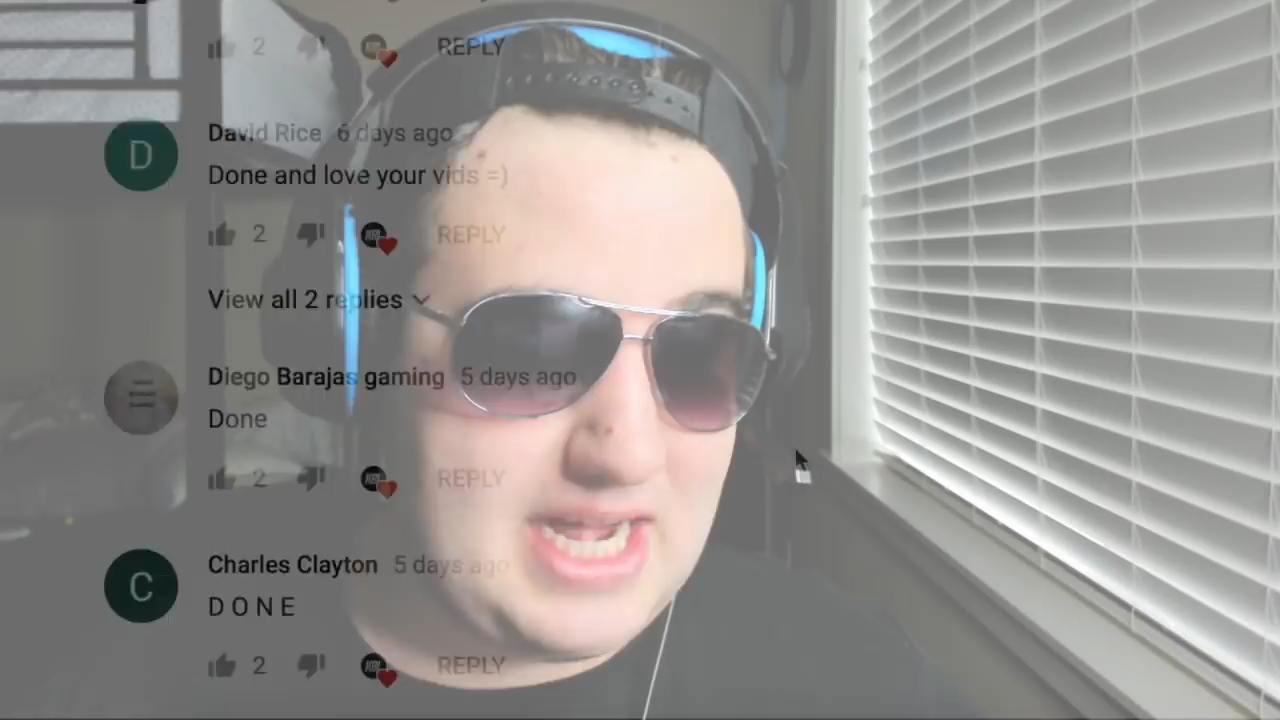 2 REPLY
D David Rice 6 days ago
Done and love your vids =)
2 REPLY
View all 2 replies
Diego Barajas gaming 5 days ago
Done
2 REPLY
C Charles Clayton 5 days ago
D O N E
2 REPLY